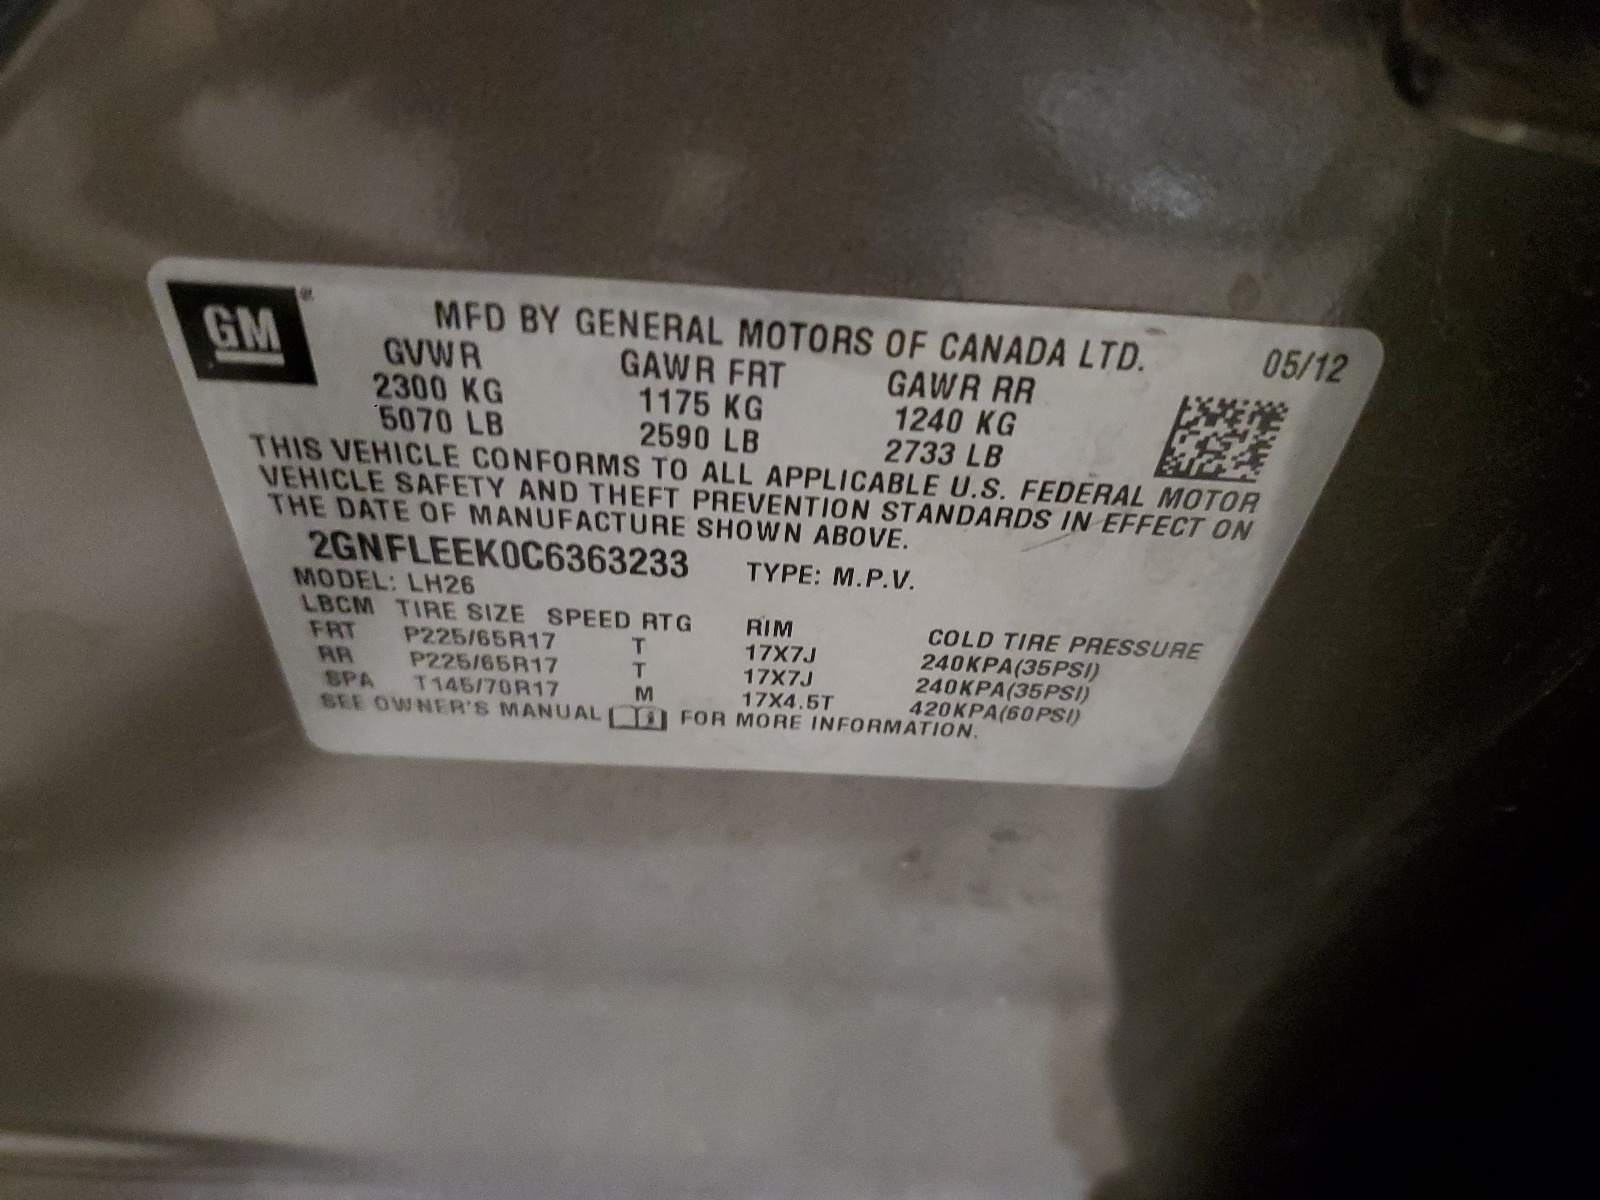 GM
MFD BY GENERAL MOTORS OF CANADA LTD. 05/12
GVWR GAWR FRT GAWR RR
2300 KG 1175 KG 1240 KG
5070 LB 2590 LB 2733 LB
THIS VEHICLE CONFORMS TO ALL APPLICABLE U.S. FEDERAL MOTOR
VEHICLE SAFETY AND THEFT PREVENTION STANDARDS IN EFFECT ON
THE DATE OF MANUFACTURE SHOWN ABOVE.
2GNFLEEK0C6363233 TYPE: M.P.V.
MODEL: LH26
LBCM TIRE SIZE SPEED RTG RIM COLD TIRE PRESSURE
FRT P225/65R17 T 17X7J 240KPA(35PSI)
RR P225/65R17 T 17X7J 240KPA(35PSI)
SPA T145/70R17 M 17X4.5T 420KPA(60PSI)
SEE OWNER'S MANUAL FOR MORE INFORMATION.